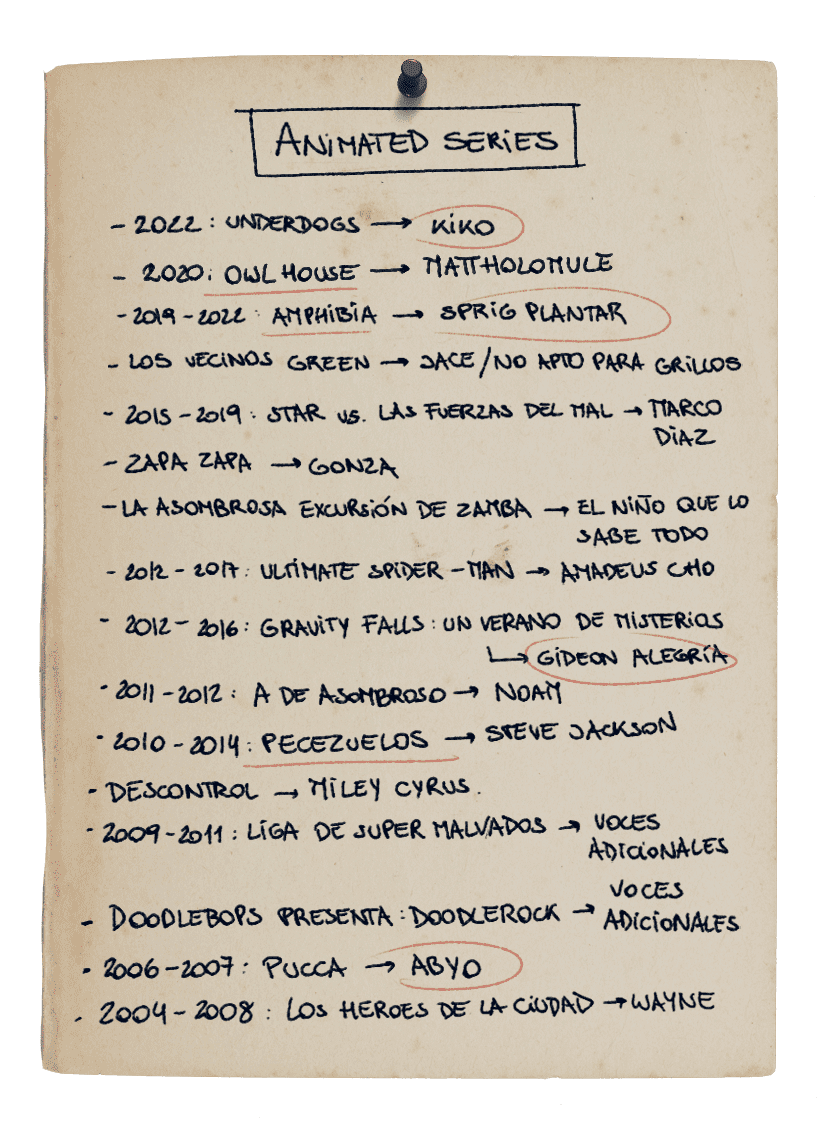 ANIMATED SERIES
- 2022 : UNDERDOGS → KIKO
- 2020: OWL HOUSE → MATTHOLOMULE
- 2019 - 2022 : AMPHIBIA → SPRIG PLANTAR
- LOS VECINOS GREEN → JACE / NO APTO PARA GRILLOS
- 2015 - 2019 : STAR VS. LAS FUERZAS DEL MAL → MARCO
DIAZ
- ZAPA ZAPA → GONZA
- LA ASOMBROSA EXCURSIÓN DE ZAMBA → EL NIÑO QUE LO
SABE TODO
- 2012 - 2017 : ULTIMATE SPIDER - MAN → AMADEUS CHO
- 2012 - 2016 : GRAVITY FALLS : UN VERANO DE MISTERIOS
↳ GIDEON ALEGRÍA
- 2011 - 2012 : A DE ASOMBROSO → NOAM
- 2010 - 2014 : PECEZUELOS → STEVE JACKSON
- DESCONTROL → MILEY CYRUS.
- 2009 - 2011 : LIGA DE SUPER MALVADOS → VOCES
ADICIONALES
- DOODLEBOPS PRESENTA : DOODLEROCK → VOCES
ADICIONALES
- 2006 - 2007 : PUCCA → ABYO
- 2004 - 2008 : LOS HEROES DE LA CIUDAD → WAYNE